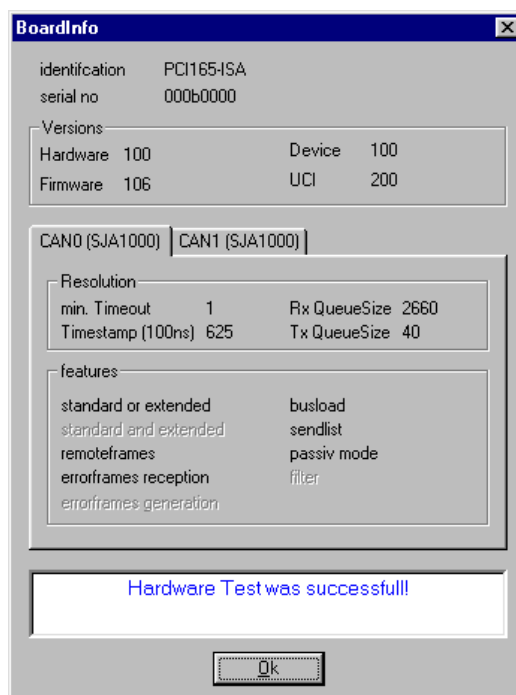 BoardInfo
identifcation PCI165-ISA
serial no 000b0000
Versions
Hardware 100 Device 100
Firmware 106 UCI 200
CAN0 (SJA1000) CAN1 (SJA1000)
Resolution
min. Timeout 1 Rx QueueSize 2660
Timestamp (100ns) 625 Tx QueueSize 40
features
standard or extended busload
standard and extended sendlist
remoteframes passiv mode
errorframes reception filter
errorframes generation
Hardware Test was successfull!
Ok